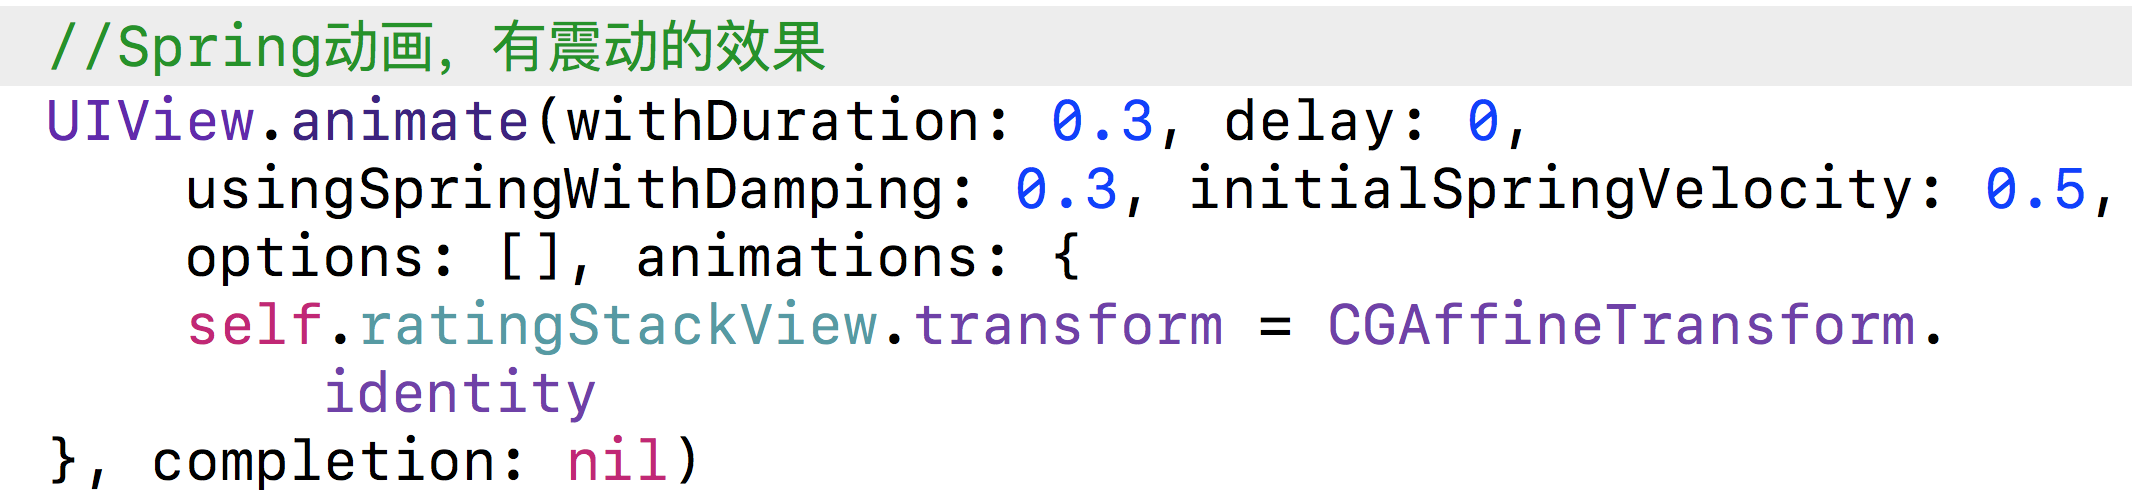 //Spring动画，有震动的效果
UIView.animate(withDuration: 0.3, delay: 0,
usingSpringWithDamping: 0.3, initialSpringVelocity: 0.5,
options: [], animations: {
self.ratingStackView.transform = CGAffineTransform.
identity
}, completion: nil)